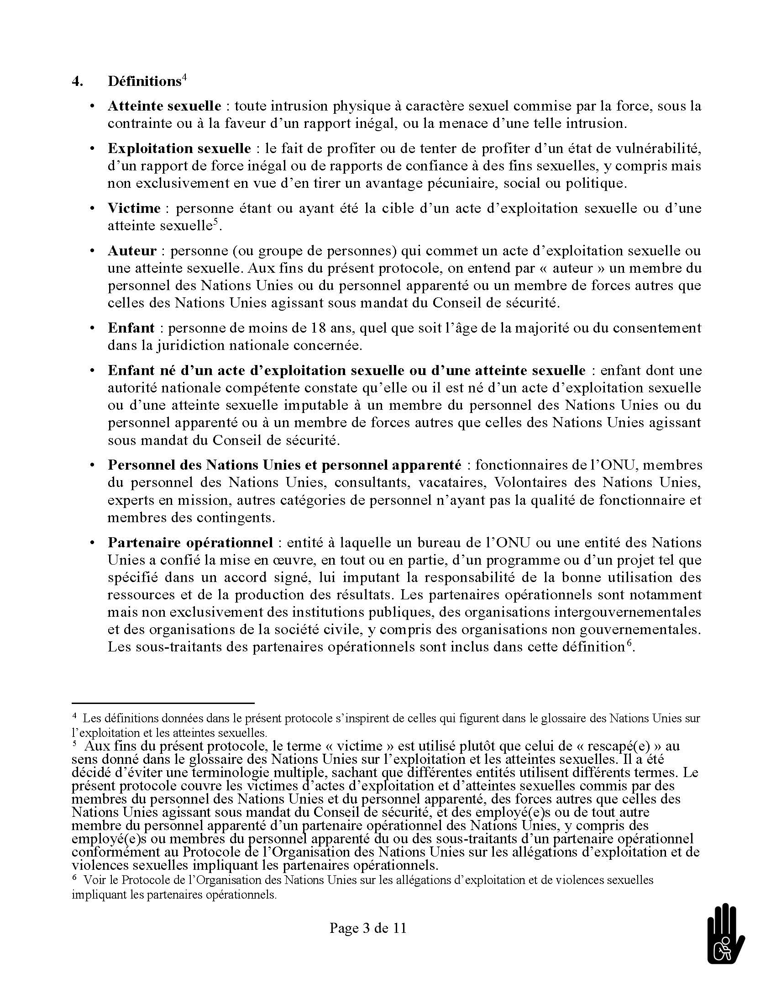 4. Définitions⁴
• Atteinte sexuelle : toute intrusion physique à caractère sexuel commise par la force, sous la
contrainte ou à la faveur d’un rapport inégal, ou la menace d’une telle intrusion.
• Exploitation sexuelle : le fait de profiter ou de tenter de profiter d’un état de vulnérabilité,
d’un rapport de force inégal ou de rapports de confiance à des fins sexuelles, y compris mais
non exclusivement en vue d’en tirer un avantage pécuniaire, social ou politique.
• Victime : personne étant ou ayant été la cible d’un acte d’exploitation sexuelle ou d’une
atteinte sexuelle⁵.
• Auteur : personne (ou groupe de personnes) qui commet un acte d’exploitation sexuelle ou
une atteinte sexuelle. Aux fins du présent protocole, on entend par « auteur » un membre du
personnel des Nations Unies ou du personnel apparenté ou un membre de forces autres que
celles des Nations Unies agissant sous mandat du Conseil de sécurité.
• Enfant : personne de moins de 18 ans, quel que soit l’âge de la majorité ou du consentement
dans la juridiction nationale concernée.
• Enfant né d’un acte d’exploitation sexuelle ou d’une atteinte sexuelle : enfant dont une
autorité nationale compétente constate qu’elle ou il est né d’un acte d’exploitation sexuelle
ou d’une atteinte sexuelle imputable à un membre du personnel des Nations Unies ou du
personnel apparenté ou à un membre de forces autres que celles des Nations Unies agissant
sous mandat du Conseil de sécurité.
• Personnel des Nations Unies et personnel apparenté : fonctionnaires de l’ONU, membres
du personnel des Nations Unies, consultants, vacataires, Volontaires des Nations Unies,
experts en mission, autres catégories de personnel n’ayant pas la qualité de fonctionnaire et
membres des contingents.
• Partenaire opérationnel : entité à laquelle un bureau de l’ONU ou une entité des Nations
Unies a confié la mise en œuvre, en tout ou en partie, d’un programme ou d’un projet tel que
spécifié dans un accord signé, lui imputant la responsabilité de la bonne utilisation des
ressources et de la production des résultats. Les partenaires opérationnels sont notamment
mais non exclusivement des institutions publiques, des organisations intergouvernementales
et des organisations de la société civile, y compris des organisations non gouvernementales.
Les sous-traitants des partenaires opérationnels sont inclus dans cette définition⁶.
⁴ Les définitions données dans le présent protocole s’inspirent de celles qui figurent dans le glossaire des Nations Unies sur
l’exploitation et les atteintes sexuelles.
⁵ Aux fins du présent protocole, le terme « victime » est utilisé plutôt que celui de « rescapé(e) » au
sens donné dans le glossaire des Nations Unies sur l’exploitation et les atteintes sexuelles. Il a été
décidé d’éviter une terminologie multiple, sachant que différentes entités utilisent différents termes. Le
présent protocole couvre les victimes d’actes d’exploitation et d’atteintes sexuelles commis par des
membres du personnel des Nations Unies et du personnel apparenté, des forces autres que celles des
Nations Unies agissant sous mandat du Conseil de sécurité, et des employé(e)s ou de tout autre
membre du personnel apparenté d’un partenaire opérationnel des Nations Unies, y compris des
employé(e)s ou membres du personnel apparenté du ou des sous-traitants d’un partenaire opérationnel
conformément au Protocole de l’Organisation des Nations Unies sur les allégations d’exploitation et de
violences sexuelles impliquant les partenaires opérationnels.
⁶ Voir le Protocole de l’Organisation des Nations Unies sur les allégations d’exploitation et de violences sexuelles
impliquant les partenaires opérationnels.
Page 3 de 11